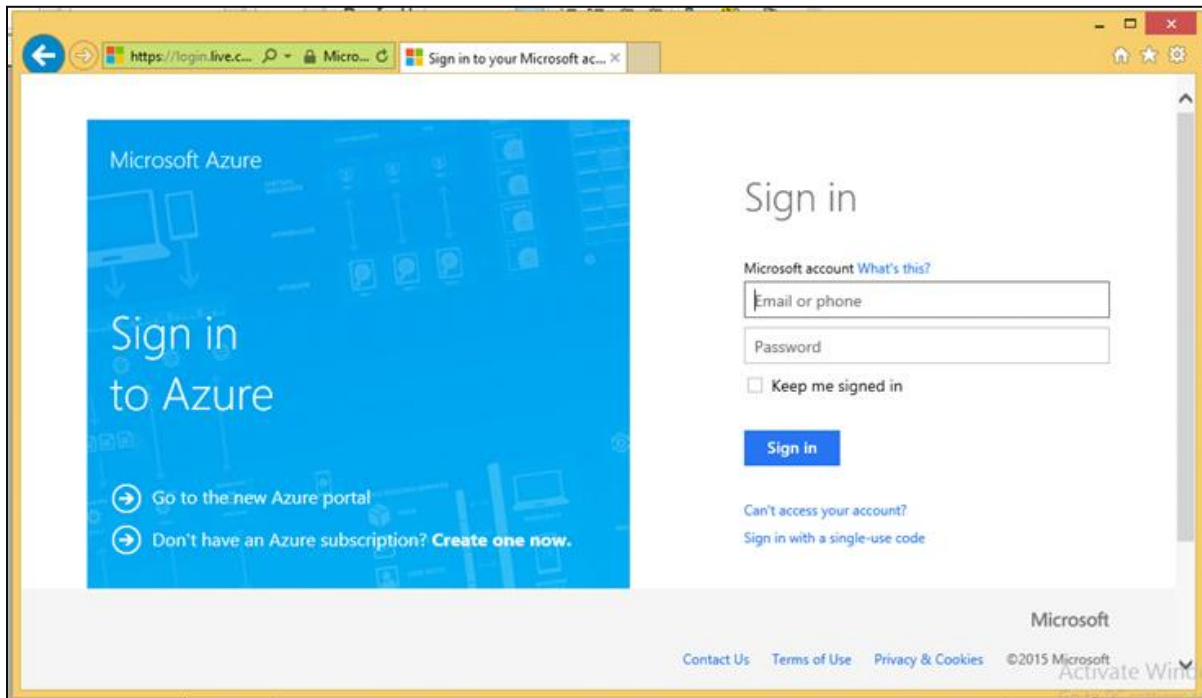 https://login.live.c... Micro... Sign in to your Microsoft ac...
Microsoft Azure
Sign in
to Azure
Go to the new Azure portal
Don't have an Azure subscription? Create one now.
Sign in
Microsoft account What's this?
Email or phone
Password
Keep me signed in
Sign in
Can't access your account?
Sign in with a single-use code
Microsoft
Contact Us Terms of Use Privacy & Cookies ©2015 Microsoft
Activate Wind